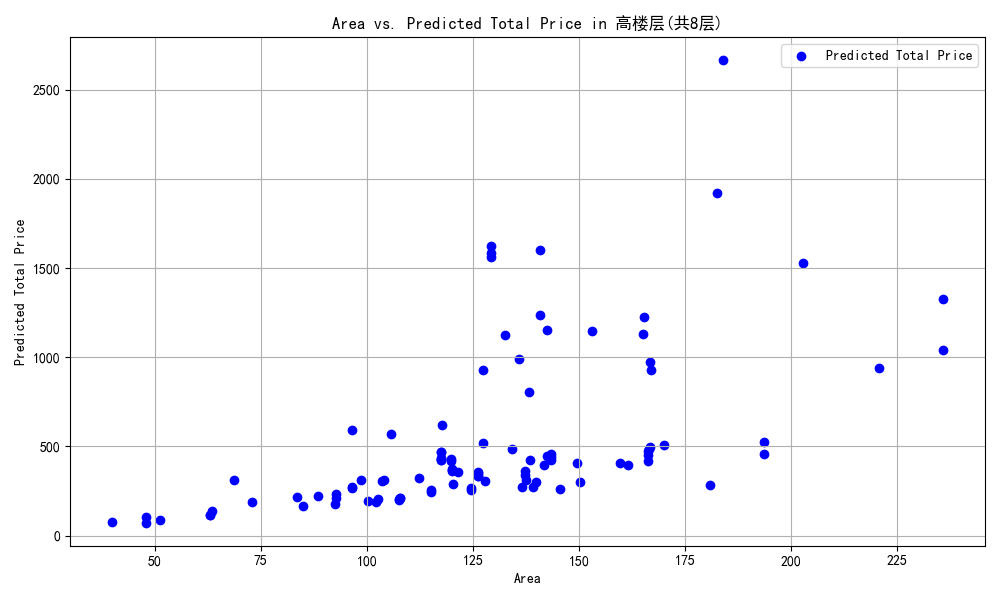 Area vs. Predicted Total Price in 高楼层(共8层)
Predicted Total Price
Predicted Total Price
2500
2000
1500
1000
500
0
50 75 100 125 150 175 200 225
Area